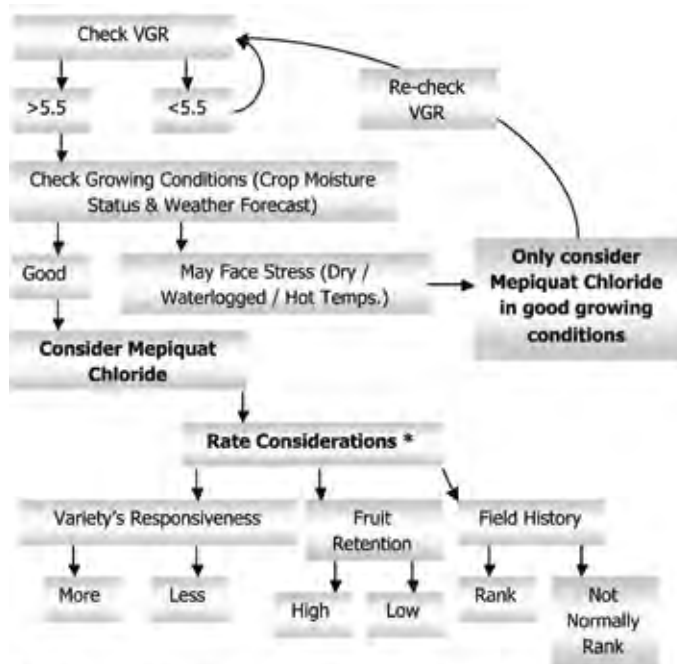 Check VGR
>5.5
<5.5
Re-check
VGR
Check Growing Conditions (Crop Moisture
Status & Weather Forecast)
Good
May Face Stress (Dry /
Waterlogged / Hot Temps.)
Only consider
Mepiquat Chloride
in good growing
conditions
Consider Mepiquat
Chloride
Rate Considerations *
Variety's Responsiveness
Fruit
Retention
Field History
More
Less
High
Low
Rank
Not
Normally
Rank